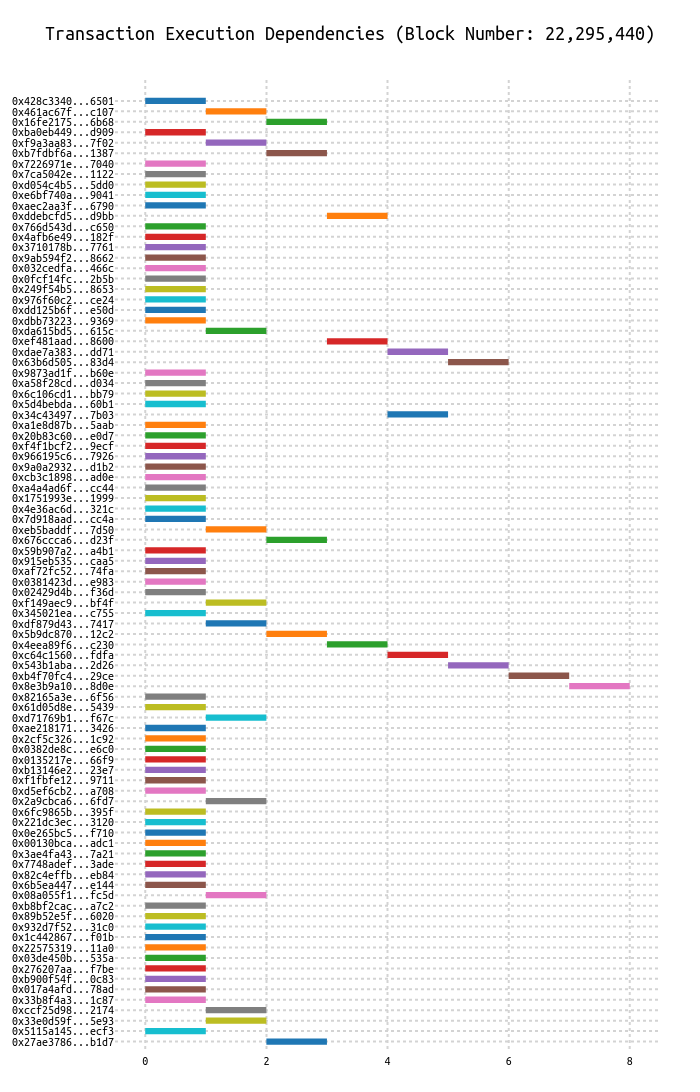 Transaction Execution Dependencies (Block Number: 22,295,440)
0x428c3340...6501
0x461ac67f...c107
0x16fe2175...6b68
0xba0eb449...d909
0xf9a3aa83...7f02
0xb7fdbf6a...1387
0x7226971e...7040
0x7ca5042e...1122
0xd054c4b5...5dd0
0xe6bf740a...9041
0xaec2aa3f...6790
0xddebcfd5...d9bb
0x766d543d...c650
0x4afb6e49...182f
0x3710178b...7761
0x9ab594f2...8662
0x032cedfa...466c
0x0fcf14fc...2b5b
0x249f54b5...8653
0x976f60c2...ce24
0xdd125b6f...e50d
0xdbb73223...9369
0xda615bd5...615c
0xef481aad...8600
0xdae7a383...dd71
0x63b6d505...83d4
0x9873ad1f...b60e
0xa58f28cd...d034
0x6c106cd1...bb79
0x5d4bebda...60b1
0x34c43497...7b03
0xa1e8d87b...5aab
0x20b83c60...e0d7
0xf4f1bcf2...9ecf
0x966195c6...7926
0x9a0a2932...d1b2
0xcb3c1898...ad0e
0xa4a4ad6f...cc44
0x1751993e...1999
0x4e36ac6d...321c
0x7d918aad...cc4a
0xeb5baddf...7d50
0x676ccca6...d23f
0x59b907a2...a4b1
0x915eb535...caa5
0xaf72fc52...74fa
0x0381423d...e983
0x02429d4b...f36d
0xf149aec9...bf4f
0x345021ea...c755
0xdf879d43...7417
0x5b9dc870...12c2
0x4eea89f6...c230
0xc64c1560...fdfa
0x543b1aba...2d26
0xb4f70fc4...29ce
0x8e3b9a10...8d0e
0x82165a3e...6f56
0x61d05d8e...5439
0xd71769b1...f67c
0xae218171...3426
0x2cf5c326...1c92
0x0382de8c...e6c0
0x0135217e...66f9
0xb13146e2...23e7
0xf1fbfe12...9711
0xd5ef6cb2...a708
0x2a9cbca6...6fd7
0x6fc9865b...395f
0x221dc3ec...3120
0x0e265bc5...f710
0x00130bca...adc1
0x3ae4fa43...7a21
0x7748adef...3ade
0x82c4effb...eb84
0x6b5ea447...e144
0x08a055f1...fc5d
0xb8bf2cac...a7c2
0x89b52e5f...6020
0x932d7f52...31c0
0x1c442867...f01b
0x22575319...11a0
0x03de450b...535a
0x276207aa...f7be
0xb900f54f...0c83
0x017a4afd...78ad
0x33b8f4a3...1c87
0xccf25d98...2174
0x33e0d59f...5e93
0x5115a145...ecf3
0x27ae3786...b1d7
0 2 4 6 8